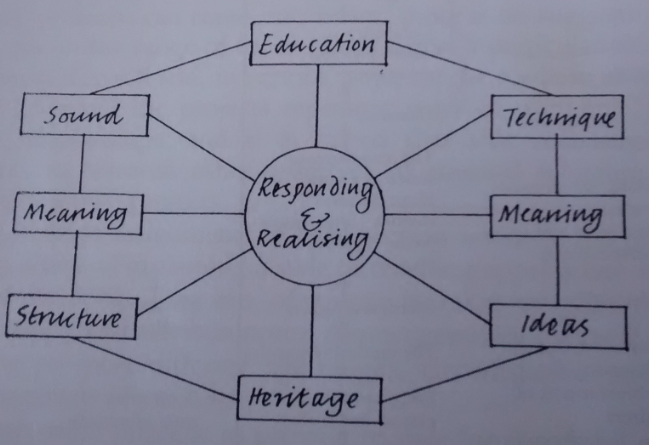 Education
Sound
Technique
Responding
&
Realising
Meaning
Meaning
Structure
Ideas
Heritage